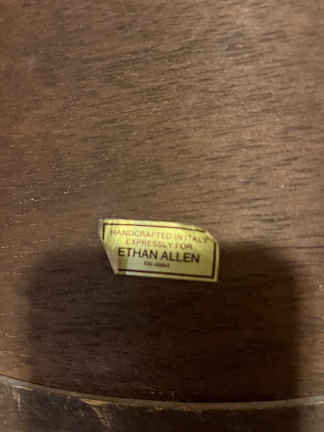 HANDCRAFTED IN ITALY
EXPRESSLY FOR
ETHAN ALLEN